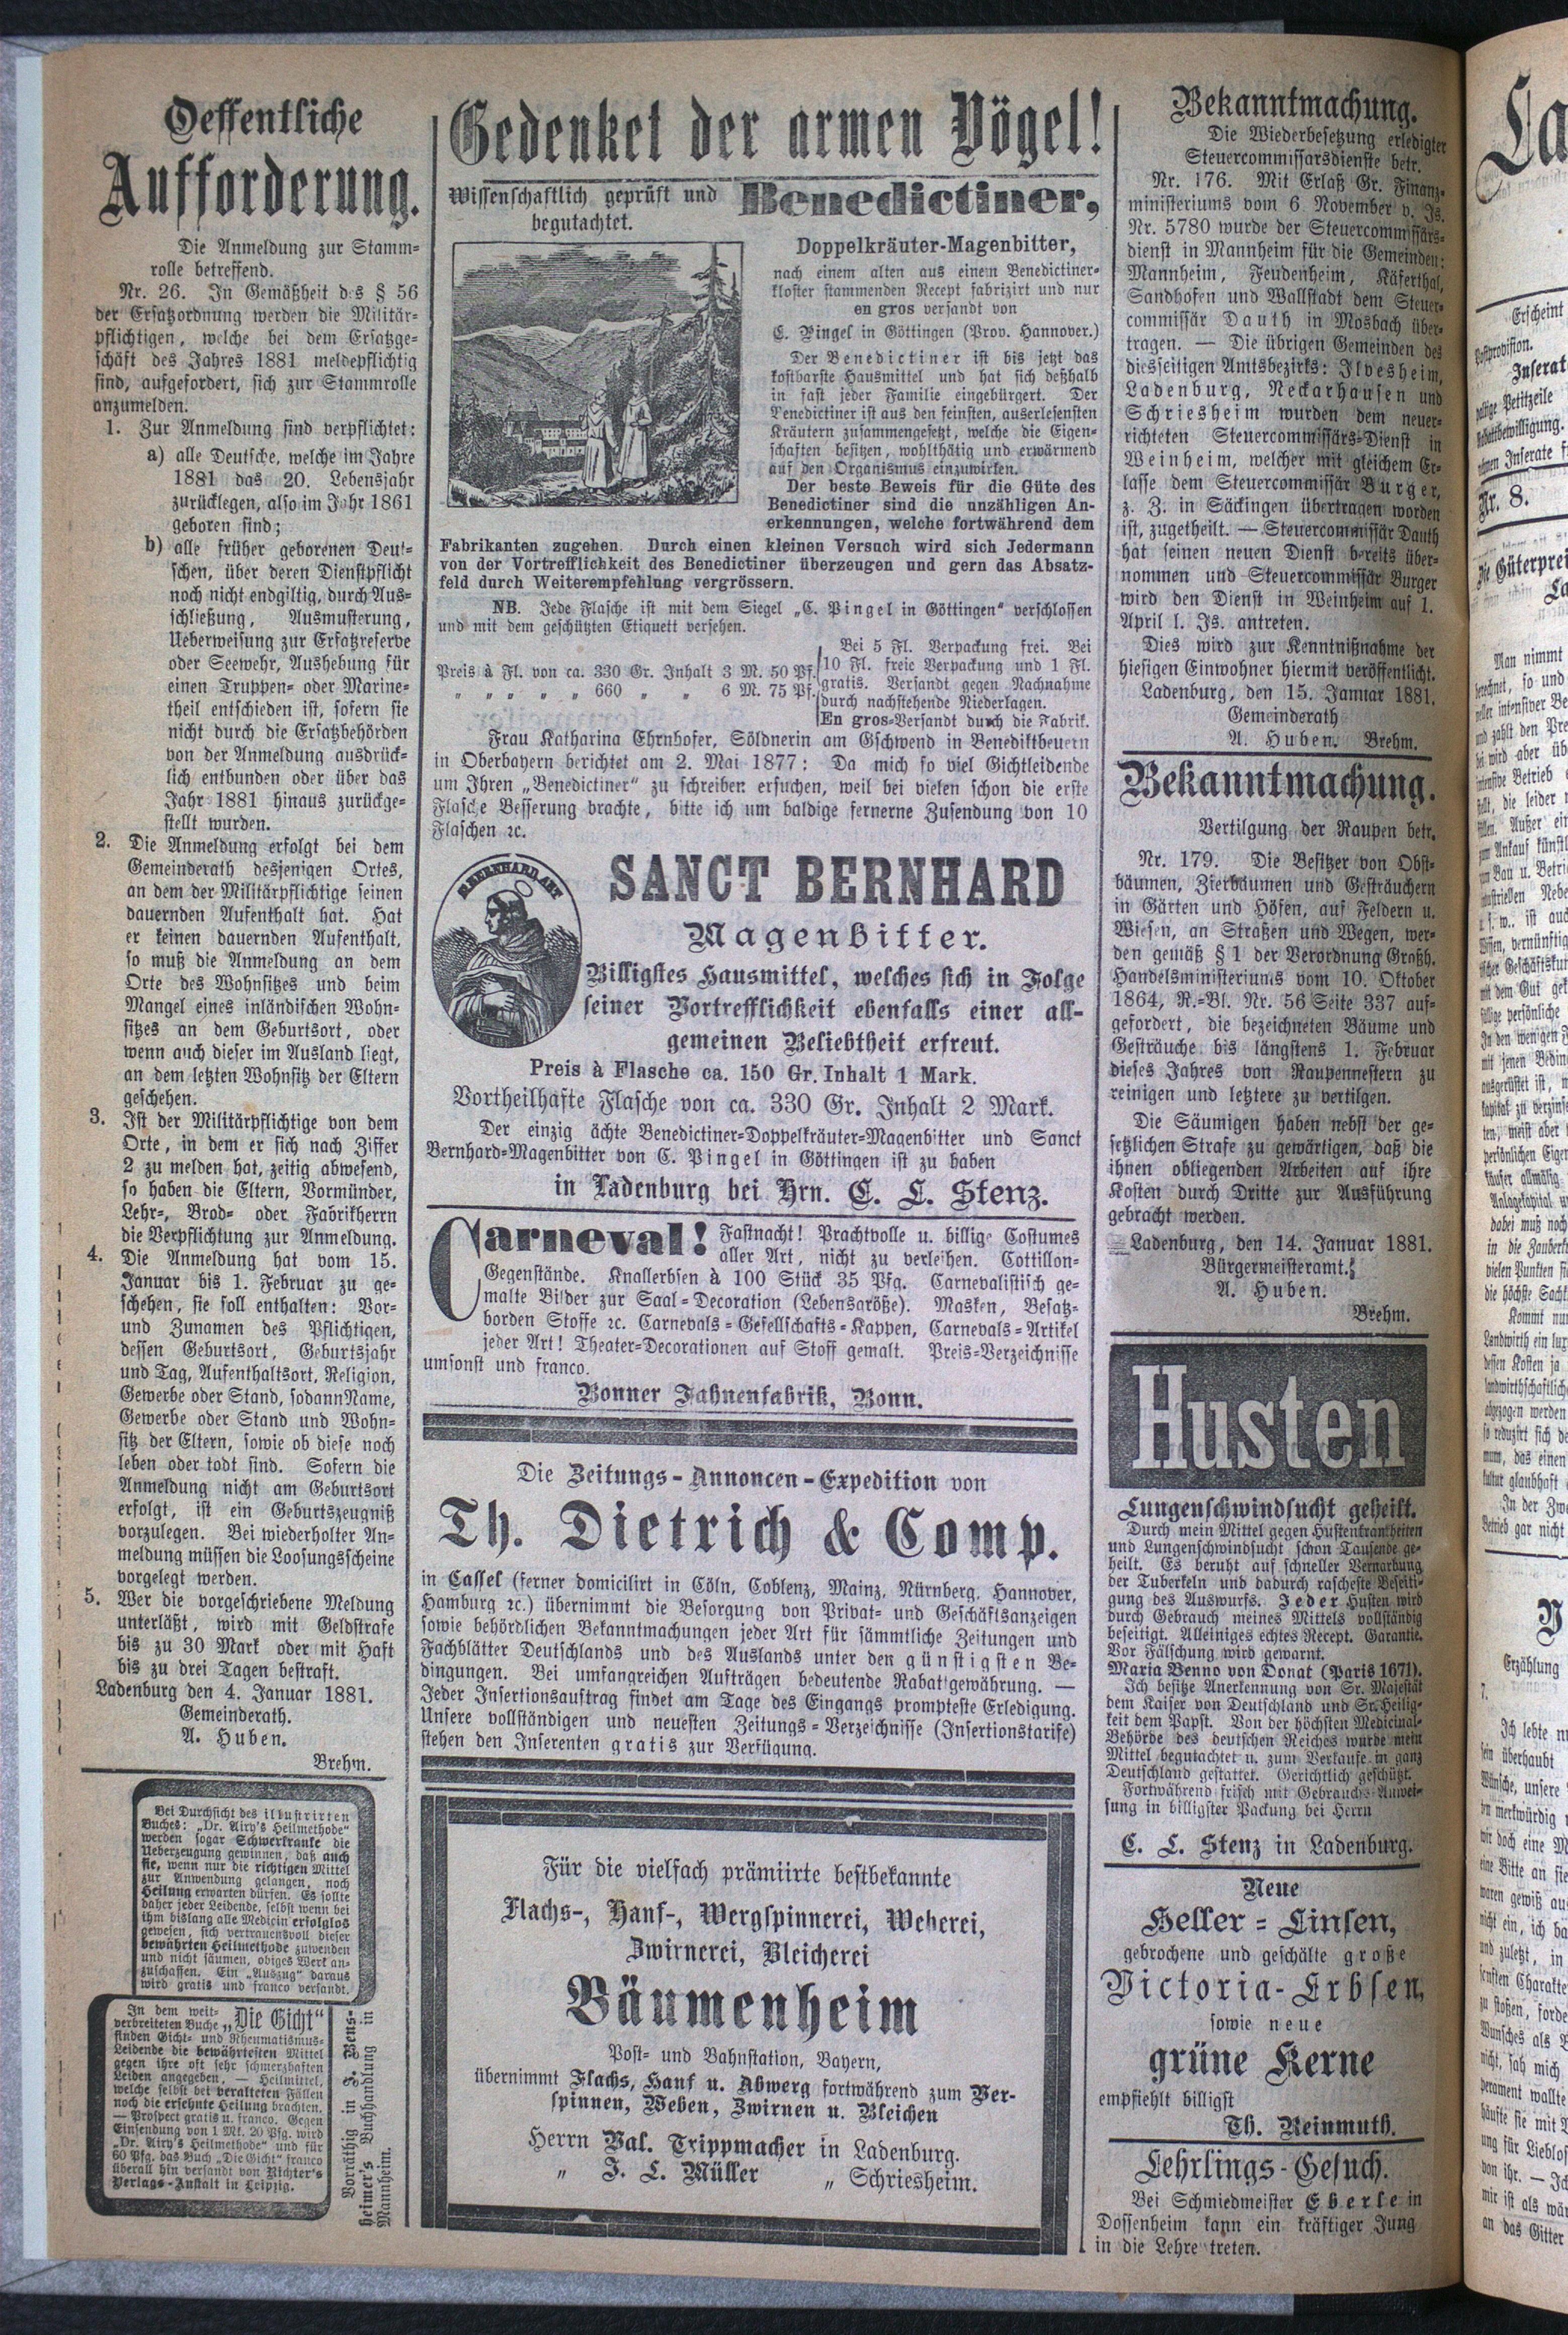 Oeffentliche
Aufforderung.
Die Anmeldung zur Stamm-
rolle betreffend.
Nr. 26. In Gemäßheit des § 56
der Ersatzordnung werden die Militär-
pflichtigen, welche bei dem Ersatzge-
schäft des Jahres 1881 meldepflichtig
sind, aufgefordert, sich zur Stammrolle
anzumelden.
1. Zur Anmeldung sind verpflichtet:
a) alle Deutsche, welche im Jahre
1881 das 20. Lebensjahr
zurücklegen, also im Jahr 1861
geboren sind;
b) alle früher geborenen Deut-
schen, über deren Dienstpflicht
noch nicht endgiltig, durch Aus-
schließung, Ausmusterung,
Ueberweisung zur Ersatzreserve
oder Seewehr, Aushebung für
einen Truppen- oder Marine-
theil entschieden ist, sofern sie
nicht durch die Ersatzbehörden
von der Anmeldung ausdrück-
lich entbunden oder über das
Jahr 1881 hinaus zurückge-
stellt wurden.
2. Die Anmeldung erfolgt bei dem
Gemeinderath desjenigen Ortes,
an dem der Militärpflichtige seinen
dauernden Aufenthalt hat. Hat
er keinen dauernden Aufenthalt,
so muß die Anmeldung an dem
Orte des Wohnsitzes und beim
Mangel eines inländischen Wohn-
sitzes an dem Geburtsort, oder
wenn auch dieser im Ausland liegt,
an dem letzten Wohnsitz der Eltern
geschehen.
3. Ist der Militärpflichtige von dem
Orte, in dem er sich nach Ziffer
2 zu melden hat, zeitig abwesend,
so haben die Eltern, Vormünder,
Lehr-, Brod- oder Fabrikherrn
die Verpflichtung zur Anmeldung.
4. Die Anmeldung hat vom 15.
Januar bis 1. Februar zu ge-
schehen, sie soll enthalten: Vor-
und Zunamen des Pflichtigen,
dessen Geburtsort, Geburtsjahr
und Tag, Aufenthaltsort, Religion,
Gewerbe oder Stand, sodann Name,
Gewerbe oder Stand und Wohn-
sitz der Eltern, sowie ob diese noch
leben oder todt sind. Sofern die
Anmeldung nicht am Geburtsort
erfolgt, ist ein Geburtszeugniß
vorzulegen. Bei wiederholter An-
meldung müssen die Loosungsscheine
vorgelegt werden.
5. Wer die vorgeschriebene Meldung
unterläßt, wird mit Geldstrafe
bis zu 30 Mark oder mit Haft
bis zu drei Tagen bestraft.
Ladenburg den 4. Januar 1881.
Gemeinderath.
A. Huben.
Brehm.
Bei Durchsicht des illustrirten
Buches: „Dr. Airy's Heilmethode“
werden sogar Schwerkranke die
Ueberzeugung gewinnen, daß auch
sie, wenn nur die richtigen Mittel
zur Anwendung gelangen, noch
Heilung erwarten dürfen. Es sollte
daher jeder Leidende, selbst wenn bei
ihm bislang alle Medicin erfolglos
gewesen, sich vertrauensvoll dieser
bewährten Heilmethode zuwenden
und nicht säumen, obiges Werk an-
zuschaffen. Ein „Auszug“ daraus
wird gratis und franco versandt.
In dem weit-
verbreiteten Buche „Die Gicht“
finden Gicht- und Rheumatismus-
Leidende die bewährtesten Mittel
gegen ihre oft sehr schmerzhaften
Leiden angegeben, — Heilmittel,
welche selbst bei veralteten Fällen
noch die ersehnte Heilung brachten.
— Prospect gratis u. franco. Gegen
Einsendung von 1 Mk. 20 Pfg. wird
„Dr. Airy's Heilmethode“ und für
60 Pfg. das Buch „Die Gicht“ franco
überall hin versandt von Richter's
Verlags-Anstalt in Leipzig.
Vorräthig in F. Bens-
heimer's Buchhandlung in
Mannheim.
Gedenket der armen Vögel!
Wissenschaftlich geprüft und
begutachtet.
Benedictiner,
Doppelkräuter-Magenbitter,
nach einem alten aus einem Benedictiner-
kloster stammenden Recept fabrizirt und nur
en gros versandt von
C. Pingel in Göttingen (Prov. Hannover.)
Der Benedictiner ist bis jetzt das
kostbarste Hausmittel und hat sich deßhalb
in fast jeder Familie eingebürgert. Der
Benedictiner ist aus den feinsten, auserlesensten
Kräutern zusammengesetzt, welche die Eigen-
schaften besitzen, wohlthätig und erwärmend
auf den Organismus einzuwirken.
Der beste Beweis für die Güte des
Benedictiner sind die unzähligen An-
erkennungen, welche fortwährend dem
Fabrikanten zugehen. Durch einen kleinen Versuch wird sich Jedermann
von der Vortrefflichkeit des Benedictiner überzeugen und gern das Absatz-
feld durch Weiterempfehlung vergrössern.
NB. Jede Flasche ist mit dem Siegel „C. Pingel in Göttingen“ verschlossen
und mit dem geschützten Etiquett versehen.
Preis à Fl. von ca. 330 Gr. Inhalt 3 M. 50 Pf.
„ „ „ „ „ 660 „ „ 6 M. 75 Pf.
Bei 5 Fl. Verpackung frei. Bei
10 Fl. freie Verpackung und 1 Fl.
gratis. Versandt gegen Nachnahme
durch nachstehende Niederlagen.
En gros-Versandt durch die Fabrik.
Frau Katharina Ehrnhofer, Söldnerin am Gschwend in Benediktbeuern
in Oberbayern berichtet am 2. Mai 1877: Da mich so viel Gichtleidende
um Ihren „Benedictiner“ zu schreiben ersuchen, weil bei vielen schon die erste
Flasche Besserung brachte, bitte ich um baldige fernerne Zusendung von 10
Flaschen ꝛc.
S. BERNHARD ABT
SANCT BERNHARD
Magenbitter.
Billigstes Hausmittel, welches sich in Folge
seiner Vortrefflichkeit ebenfalls einer all-
gemeinen Beliebtheit erfreut.
Preis à Flasche ca. 150 Gr. Inhalt 1 Mark.
Vortheilhafte Flasche von ca. 330 Gr. Inhalt 2 Mark.
Der einzig ächte Benedictiner-Doppelkräuter-Magenbitter und Sanct
Bernhard-Magenbitter von C. Pingel in Göttingen ist zu haben
in Ladenburg bei Hrn. C. L. Stenz.
Carneval! Fastnacht! Prachtvolle u. billige Costumes
aller Art, nicht zu verleihen. Cottillon-
Gegenstände. Knallerbsen à 100 Stück 35 Pfg. Carnevalistisch ge-
malte Bilder zur Saal-Decoration (Lebensgröße). Masken, Besatz-
borden Stoffe ꝛc. Carnevals-Gesellschafts-Kappen, Carnevals-Artikel
jeder Art! Theater-Decorationen auf Stoff gemalt. Preis-Verzeichnisse
umsonst und franco.
Bonner Fahnenfabrik, Bonn.
Die Zeitungs-Annoncen-Expedition von
Th. Dietrich & Comp.
in Cassel (ferner domicilirt in Cöln, Coblenz, Mainz, Nürnberg, Hannover,
Hamburg ꝛc.) übernimmt die Besorgung von Privat- und Geschäftsanzeigen
sowie behördlichen Bekanntmachungen jeder Art für sämmtliche Zeitungen und
Fachblätter Deutschlands und des Auslands unter den günstigsten Be-
dingungen. Bei umfangreichen Aufträgen bedeutende Rabatgewährung. —
Jeder Insertionsauftrag findet am Tage des Eingangs prompteste Erledigung.
Unsere vollständigen und neuesten Zeitungs-Verzeichnisse (Insertionstarife)
stehen den Inserenten gratis zur Verfügung.
Für die vielfach prämiirte bestbekannte
Flachs-, Hanf-, Wergspinnerei, Weberei,
Zwirnerei, Bleicherei
Bäumenheim
Post- und Bahnstation, Bayern,
übernimmt Flachs, Hanf u. Abwerg fortwährend zum Ver-
spinnen, Weben, Zwirnen u. Bleichen
Herrn Val. Trippmacher in Ladenburg.
„ J. L. Müller „ Schriesheim.
Bekanntmachung.
Die Wiederbesetzung erledigter
Steuercommissarsdienste betr.
Nr. 176. Mit Erlaß Gr. Finanz-
ministeriums vom 6 November v. Js.
Nr. 5780 wurde der Steuercommissärs-
dienst in Mannheim für die Gemeinden:
Mannheim, Feudenheim, Käferthal,
Sandhofen und Wallstadt dem Steuer-
commissär Dauth in Mosbach über-
tragen. — Die übrigen Gemeinden des
diesseitigen Amtsbezirks: Ilvesheim,
Ladenburg, Neckarhausen und
Schriesheim wurden dem neuer-
richteten Steuercommissärs-Dienst in
Weinheim, welcher mit gleichem Er-
lasse dem Steuercommissär Burger,
z. Z. in Säckingen übertragen worden
ist, zugetheilt. — Steuercommissär Dauth
hat seinen neuen Dienst bereits über-
nommen und Steuercommissär Burger
wird den Dienst in Weinheim auf 1.
April l. Js. antreten.
Dies wird zur Kenntnißnahme der
hiesigen Einwohner hiermit veröffentlicht.
Ladenburg, den 15. Januar 1881.
Gemeinderath
A. Huben. Brehm.
Bekanntmachung.
Vertilgung der Raupen betr.
Nr. 179. Die Besitzer von Obst-
bäumen, Zierbäumen und Gesträuchern
in Gärten und Höfen, auf Feldern u.
Wiesen, an Straßen und Wegen, wer-
den gemäß § 1 der Verordnung Großh.
Handelsministeriums vom 10. Oktober
1864, R.-Bl. Nr. 56 Seite 337 auf-
gefordert, die bezeichneten Bäume und
Gesträuche bis längstens 1. Februar
dieses Jahres von Raupennestern zu
reinigen und letztere zu vertilgen.
Die Säumigen haben nebst der ge-
setzlichen Strafe zu gewärtigen, daß die
ihnen obliegenden Arbeiten auf ihre
Kosten durch Dritte zur Ausführung
gebracht werden.
Ladenburg, den 14. Januar 1881.
Bürgermeisteramt.
A. Huben.
Brehm.
Husten
Lungenschwindsucht geheilt.
Durch mein Mittel gegen Hustenkrankheiten
und Lungenschwindsucht schon Tausende ge-
heilt. Es beruht auf schneller Vernarbung
der Tuberkeln und dadurch rascheste Beseiti-
gung des Auswurfs. Jeder Husten wird
durch Gebrauch meines Mittels vollständig
beseitigt. Alleiniges echtes Recept. Garantie.
Vor Fälschung wird gewarnt.
Maria Benno von Donat (Paris 1671).
Ich besitze Anerkennung von Sr. Majestät
dem Kaiser von Deutschland und Sr. Heilig-
keit dem Papst. Von der höchsten Medicinal-
Behörde des deutschen Reiches wurde mein
Mittel begutachtet u. zum Verkaufe in ganz
Deutschland gestattet. Gerichtlich geschützt.
Fortwährend frisch mit Gebrauchs-Anwei-
sung in billigster Packung bei Herrn
C. L. Stenz in Ladenburg.
Neue
Heller-Linsen,
gebrochene und geschälte große
Victoria-Erbsen,
sowie neue
grüne Kerne
empfiehlt billigst
Th. Reinmuth.
Lehrlings-Gesuch.
Bei Schmiedmeister Eberle in
Dossenheim kann ein kräftiger Jung
in die Lehre treten.
La
Erscheint
Postprovision.
Inserat
Nr. 8.
Die Güterprei
Man nimmt